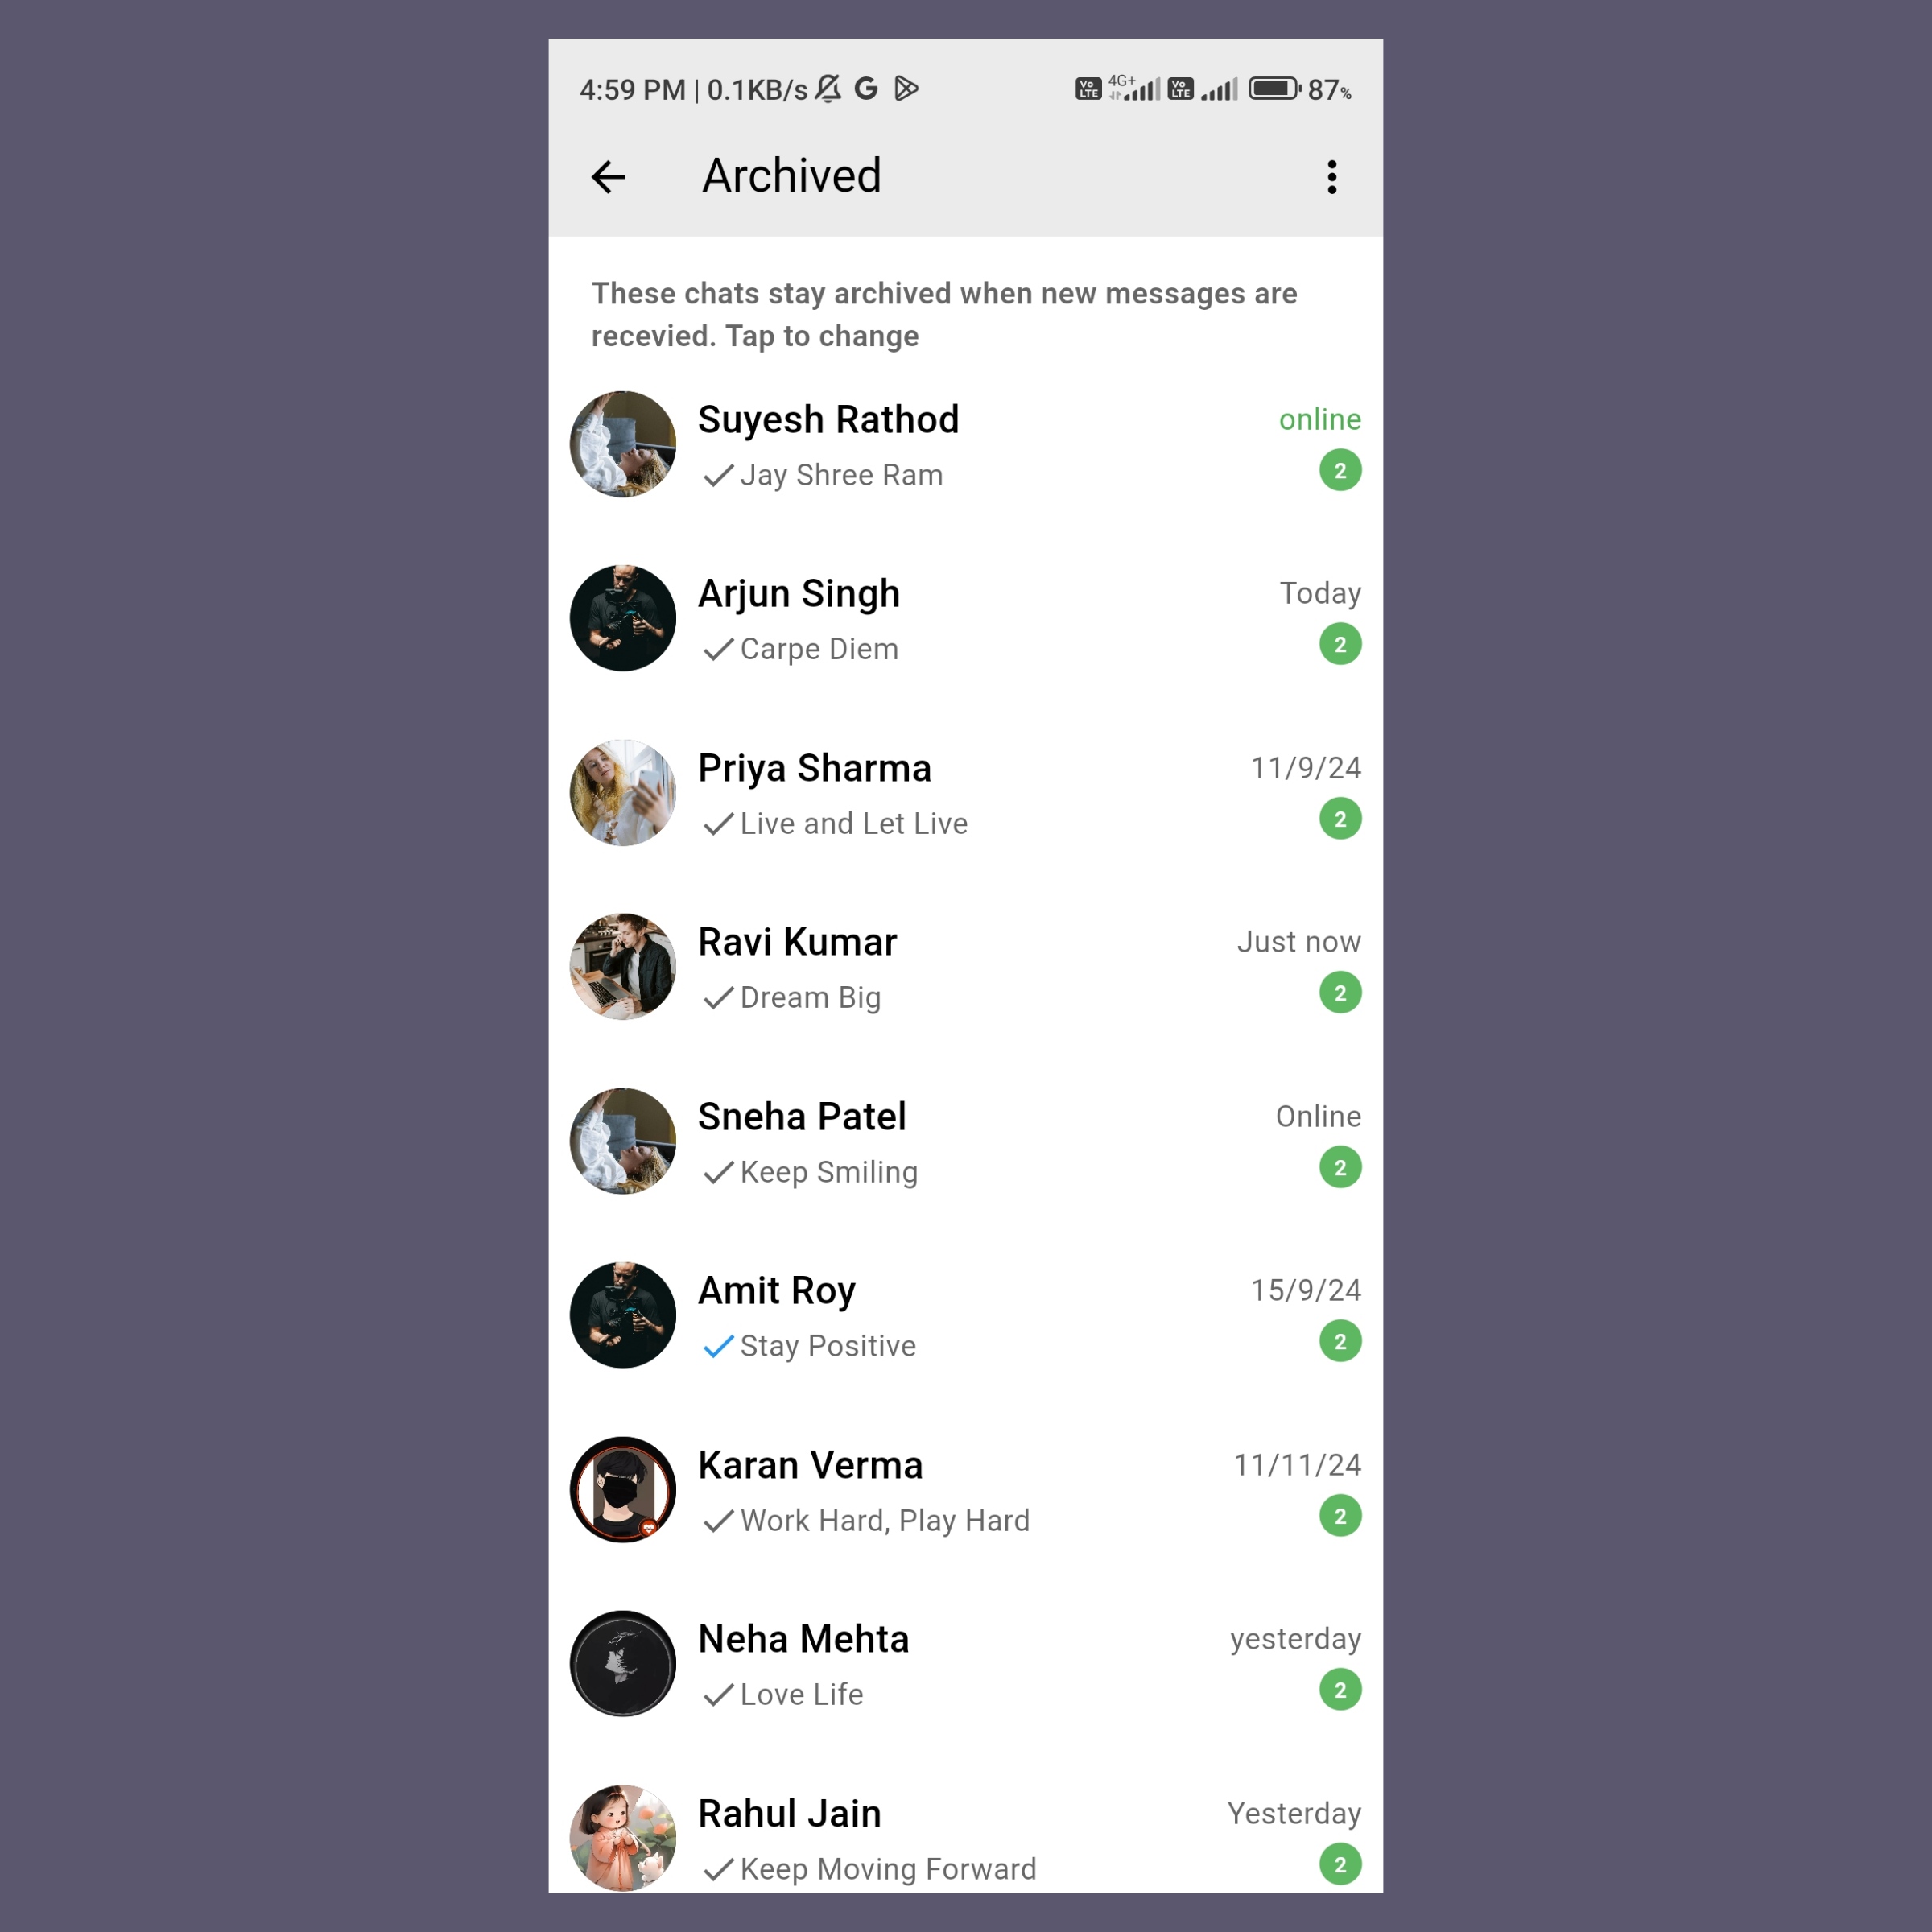 4:59 PM | 0.1KB/s
Vo LTE 4G+ Vo LTE 87%
Archived
These chats stay archived when new messages are
recevied. Tap to change
Suyesh Rathod online
Jay Shree Ram 2
Arjun Singh Today
Carpe Diem 2
Priya Sharma 11/9/24
Live and Let Live 2
Ravi Kumar Just now
Dream Big 2
Sneha Patel Online
Keep Smiling 2
Amit Roy 15/9/24
Stay Positive 2
Karan Verma 11/11/24
Work Hard, Play Hard 2
Neha Mehta yesterday
Love Life 2
Rahul Jain Yesterday
Keep Moving Forward 2